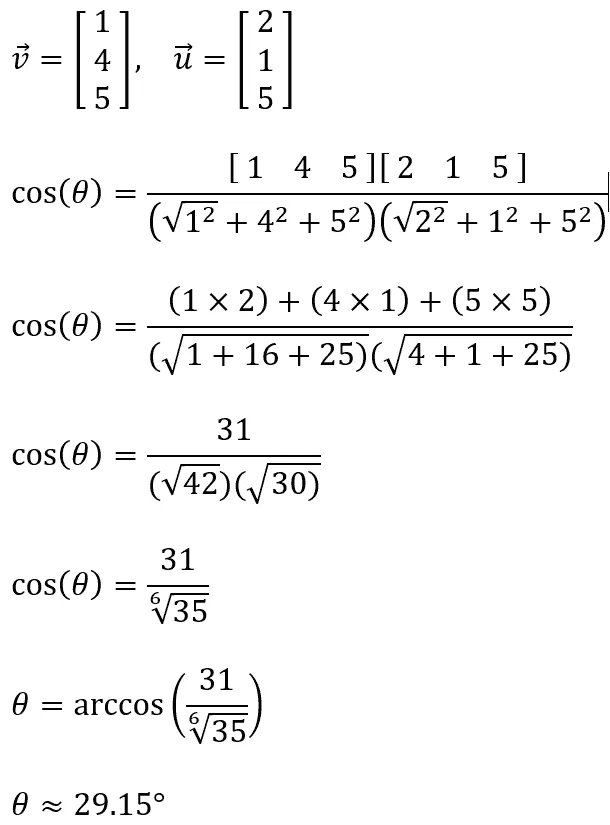 v⃗ = [1 4 5], u⃗ = [2 1 5]
cos(θ) = [ 1 4 5 ][ 2 1 5 ] / (√1² + 4² + 5²)(√2² + 1² + 5²)
cos(θ) = (1 × 2) + (4 × 1) + (5 × 5) / (√1 + 16 + 25)(√4 + 1 + 25)
cos(θ) = 31 / (√42)(√30)
cos(θ) = 31 / ⁶√35
θ = arccos(31 / ⁶√35)
θ ≈ 29.15°